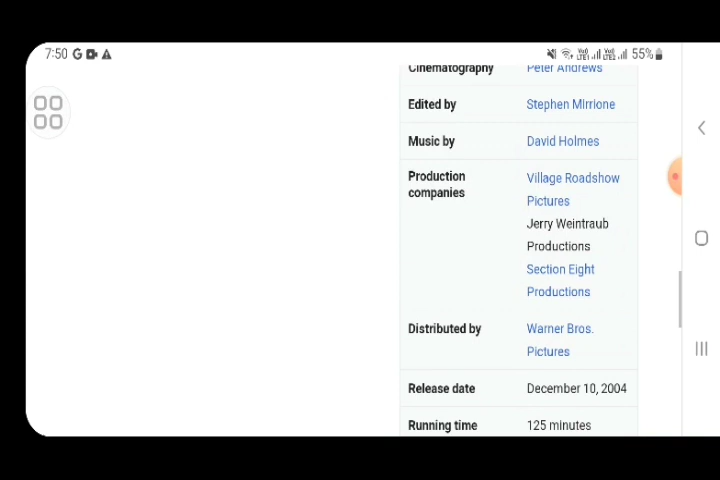 7:50 G 55%
Cinematography Peter Andrews
Edited by Stephen Mirrione
Music by David Holmes
Production Village Roadshow
companies Pictures
Jerry Weintraub
Productions
Section Eight
Productions
Distributed by Warner Bros.
Pictures
Release date December 10, 2004
Running time 125 minutes